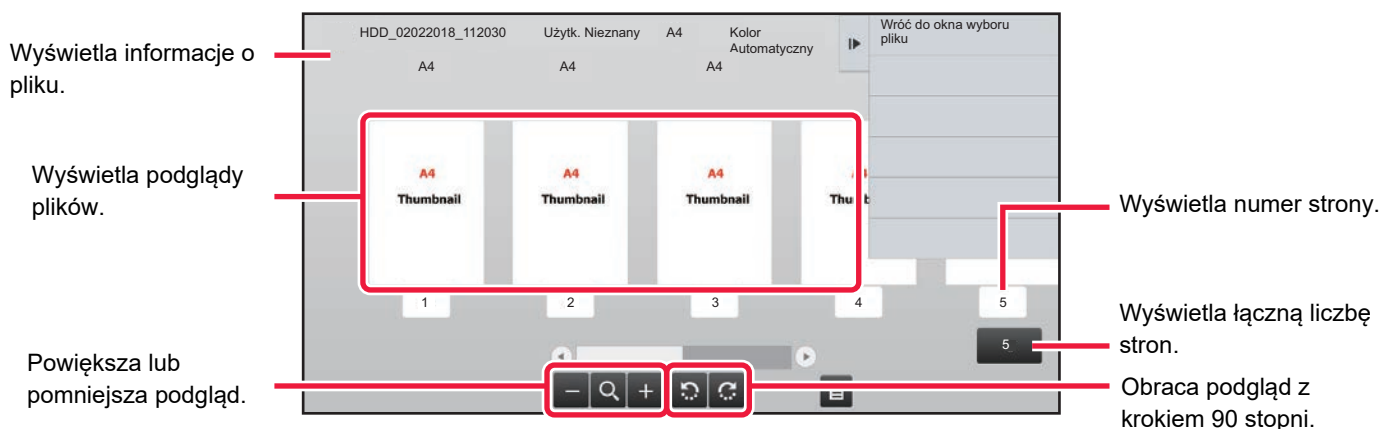 Wyświetla informacje o
pliku.
Wyświetla podglądy
plików.
Powiększa lub
pomniejsza podgląd.
HDD_02022018_112030 Użytk. Nieznany A4 Kolor
Automatyczny
A4 A4 A4
Wróć do okna wyboru
pliku
A4 A4 A4
Thumbnail Thumbnail Thumbnail
1 2 3 4 5
5
Wyświetla numer strony.
Wyświetla łączną liczbę
stron.
Obraca podgląd z
krokiem 90 stopni.